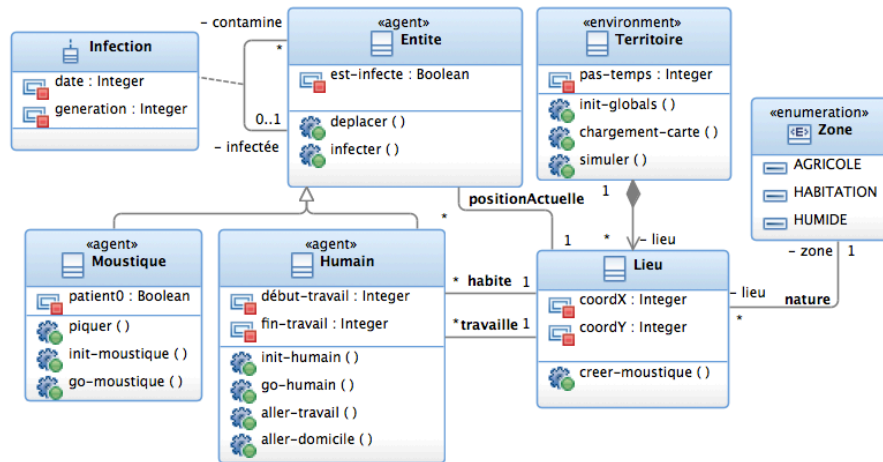 Infection
date : Integer
generation : Integer
- contamine
*
0..1
- infectée
«agent»
Entite
est-infecte : Boolean
deplacer ( )
infecter ( )
«environment»
Territoire
pas-temps : Integer
init-globals ( )
chargement-carte ( )
simuler ( )
«enumeration»
<E> Zone
AGRICOLE
HABITATION
HUMIDE
positionActuelle
*
1
1
* - lieu
- zone 1
«agent»
Moustique
patient0 : Boolean
piquer ( )
init-moustique ( )
go-moustique ( )
«agent»
Humain
début-travail : Integer
fin-travail : Integer
init-humain ( )
go-humain ( )
aller-travail ( )
aller-domicile ( )
* habite 1
*travaille 1
Lieu
coordX : Integer
coordY : Integer
creer-moustique ( )
- lieu
* nature